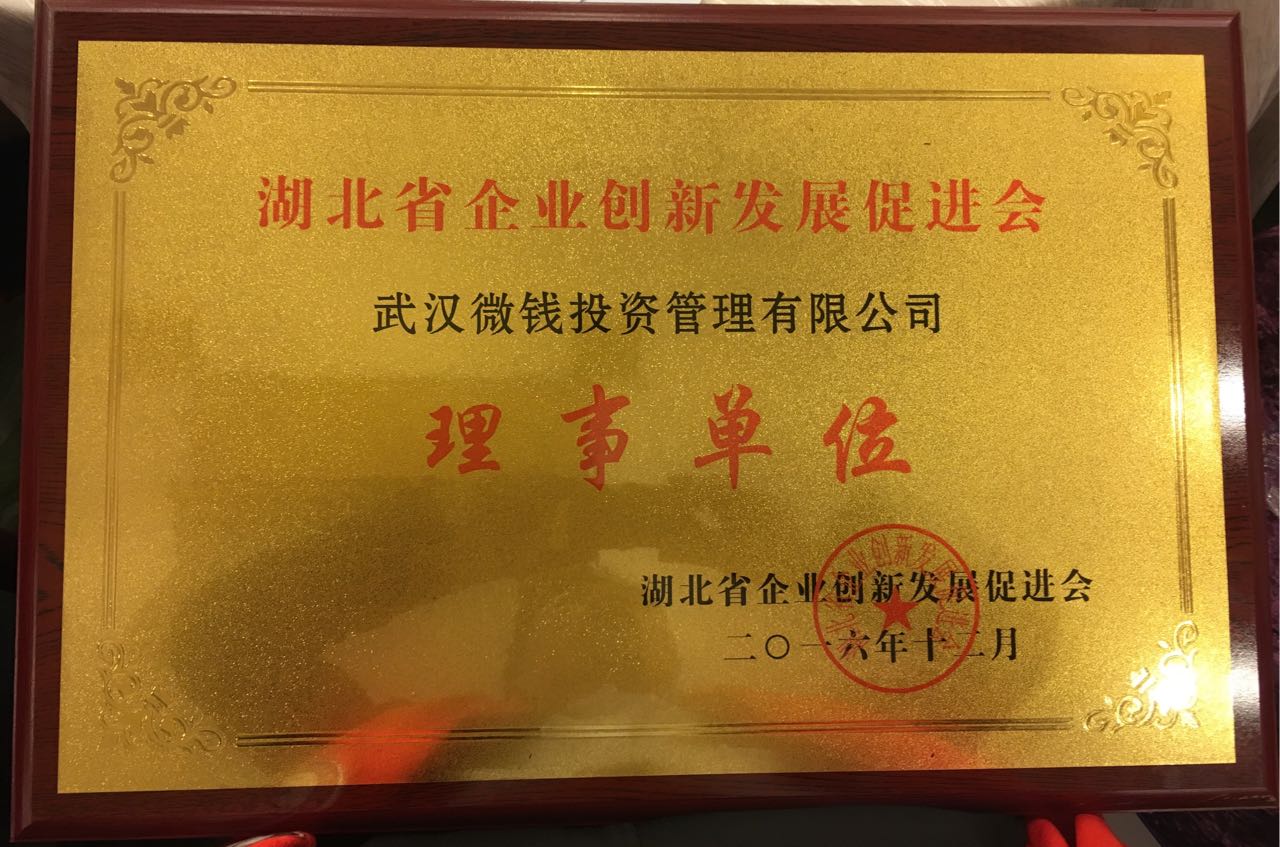 湖北省企业创新发展促进会
武汉微钱投资管理有限公司
理事单位
湖北省企业创新发展促进会
二〇一六年十二月